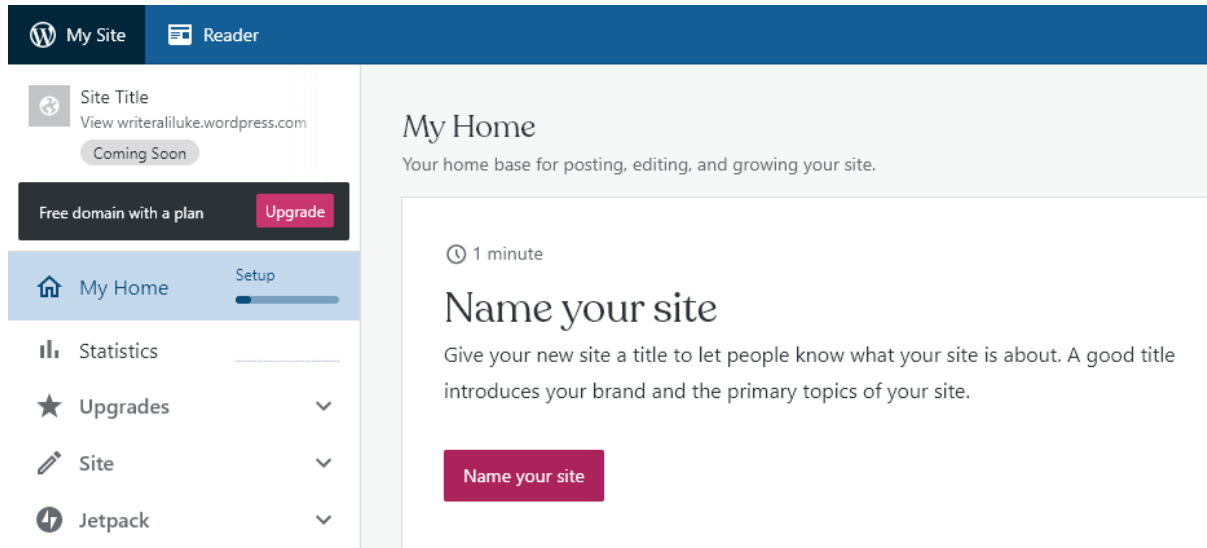 My Site
Reader
Site Title
View writeraliluke.wordpress.com
Coming Soon
Free domain with a plan
Upgrade
My Home
Setup
Statistics
Upgrades
Site
Jetpack
My Home
Your home base for posting, editing, and growing your site.
1 minute
Name your site
Give your new site a title to let people know what your site is about. A good title
introduces your brand and the primary topics of your site.
Name your site